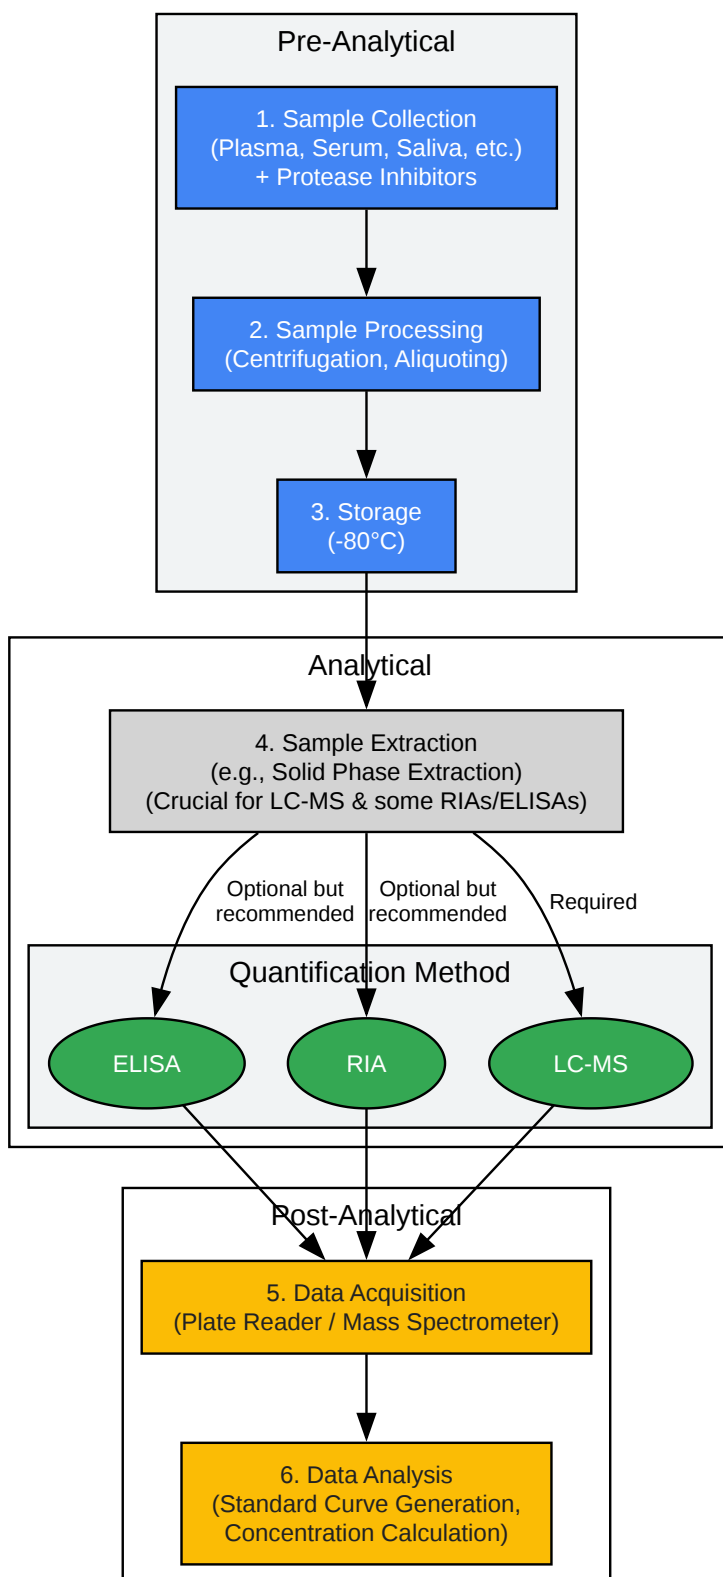 Pre-Analytical
1. Sample Collection
(Plasma, Serum, Saliva, etc.)
+ Protease Inhibitors
2. Sample Processing
(Centrifugation, Aliquoting)
3. Storage
(-80°C)
Analytical
4. Sample Extraction
(e.g., Solid Phase Extraction)
(Crucial for LC-MS & some RIAs/ELISAs)
Optional but
recommended
Optional but
recommended
Required
Quantification Method
ELISA
RIA
LC-MS
Post-Analytical
5. Data Acquisition
(Plate Reader / Mass Spectrometer)
6. Data Analysis
(Standard Curve Generation,
Concentration Calculation)